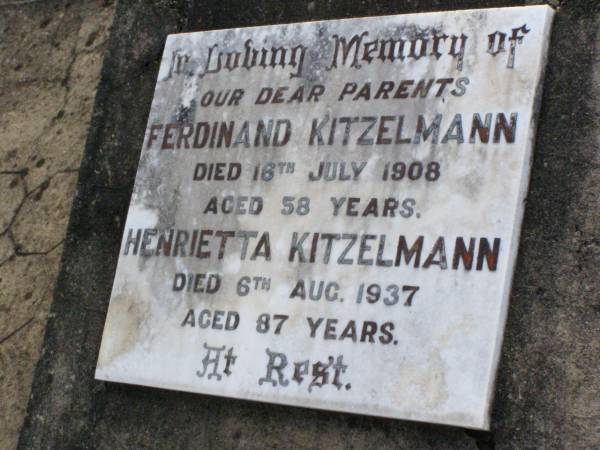 In Loving Memory of
OUR DEAR PARENTS
FERDINAND KITZELMANN
DIED 16TH JULY 1908
AGED 58 YEARS.
HENRIETTA KITZELMANN
DIED 6TH AUG. 1937
AGED 87 YEARS.
At Rest.